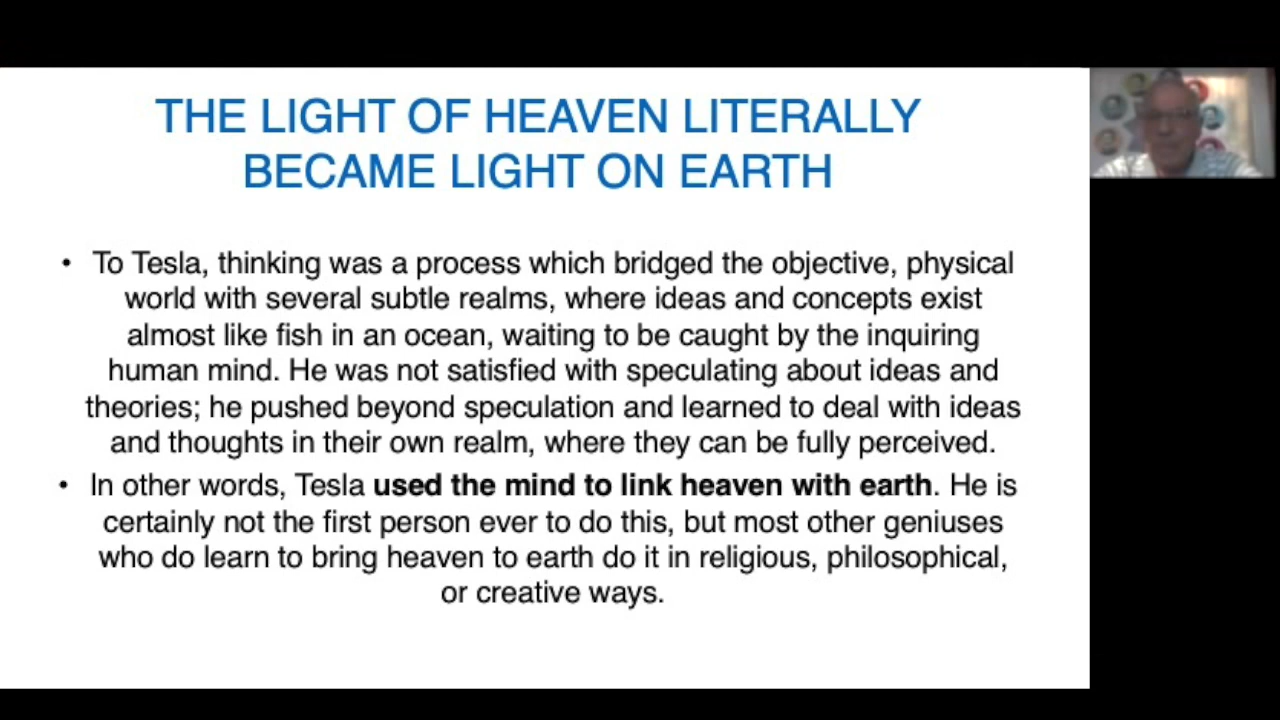 THE LIGHT OF HEAVEN LITERALLY
BECAME LIGHT ON EARTH
• To Tesla, thinking was a process which bridged the objective, physical
world with several subtle realms, where ideas and concepts exist
almost like fish in an ocean, waiting to be caught by the inquiring
human mind. He was not satisfied with speculating about ideas and
theories; he pushed beyond speculation and learned to deal with ideas
and thoughts in their own realm, where they can be fully perceived.
• In other words, Tesla used the mind to link heaven with earth. He is
certainly not the first person ever to do this, but most other geniuses
who do learn to bring heaven to earth do it in religious, philosophical,
or creative ways.